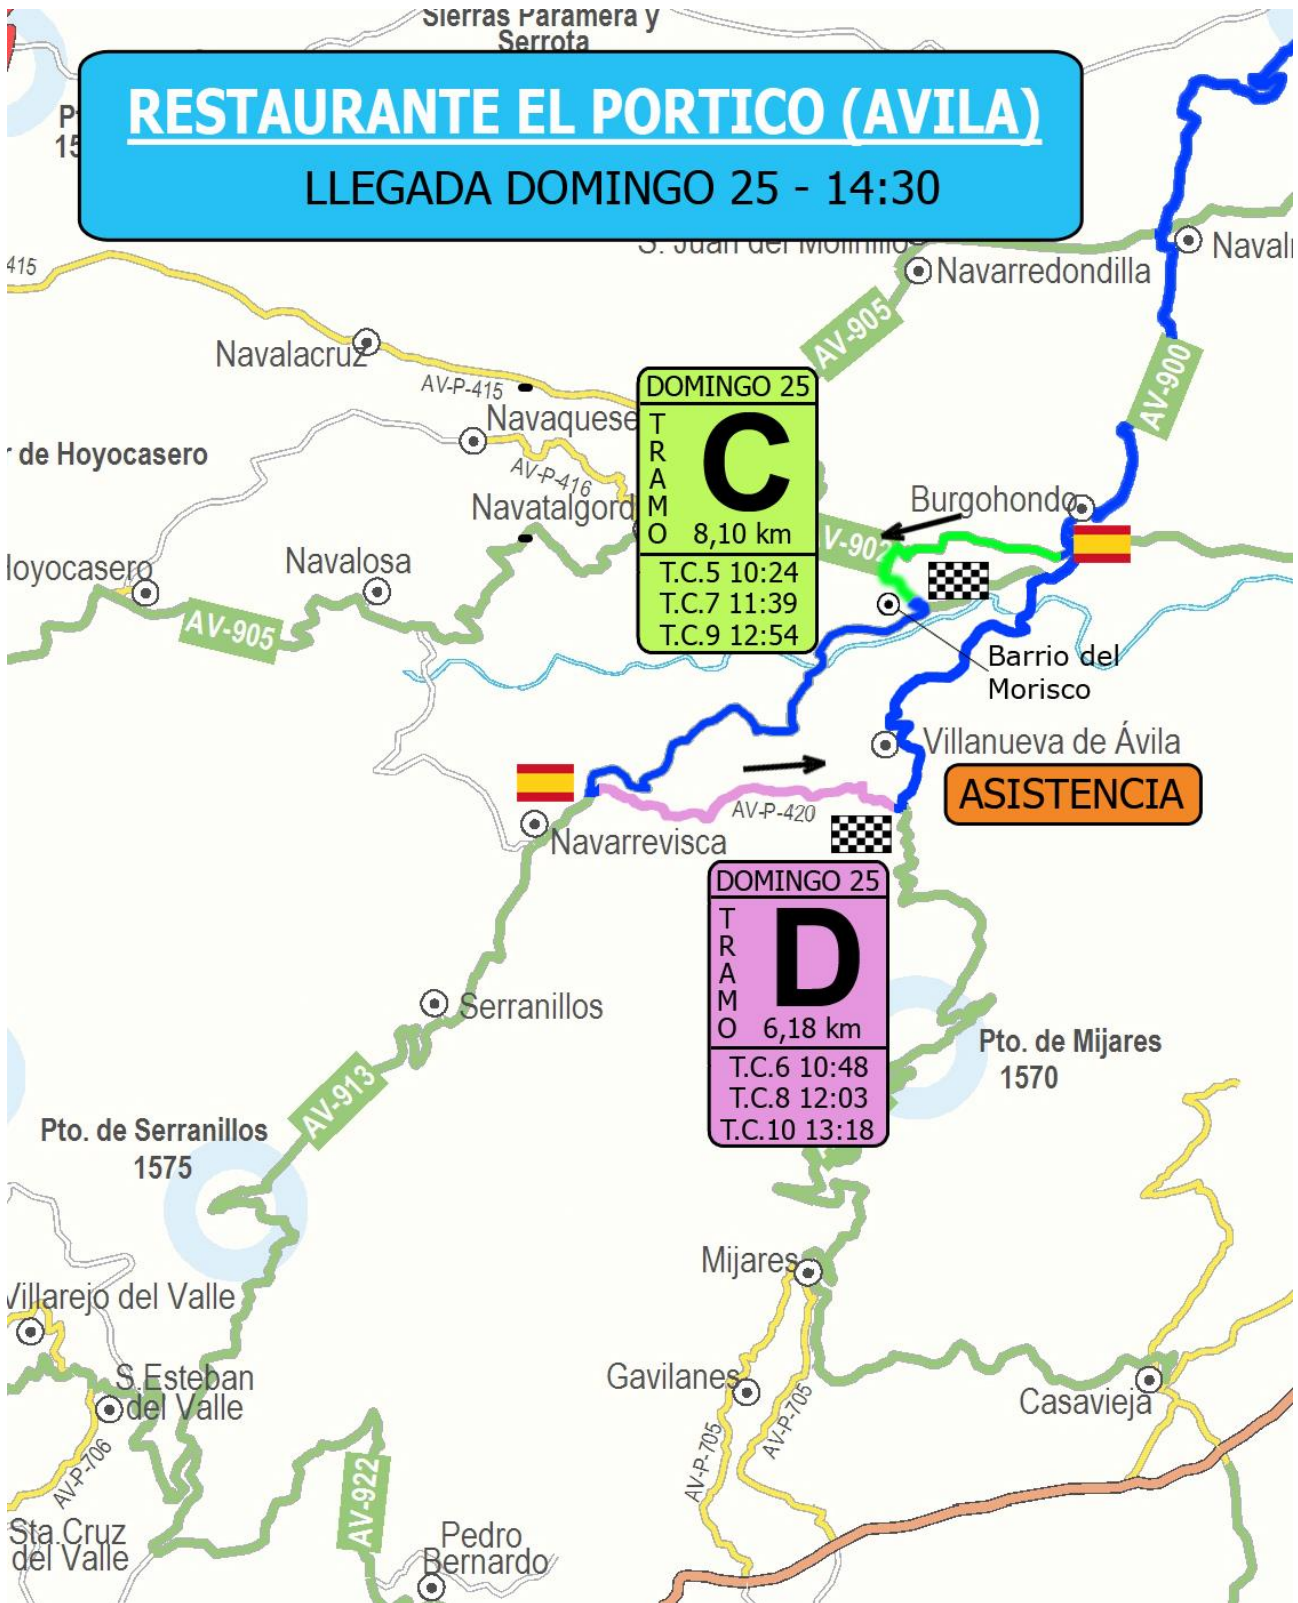 Sierras Paramera y
Serrota
RESTAURANTE EL PORTICO (AVILA)
LLEGADA DOMINGO 25 - 14:30
415
Navarredondilla
AV-905
Navalacruz
AV-P-415
AV-900
DOMINGO 25
TRAMO
C
8,10 km
T.C.5 10:24
T.C.7 11:39
T.C.9 12:54
Navaquese
r de Hoyocasero
AV-P-416
Burgohondo
Navatalgord
V-902
Navalosa
loyocasero
AV-905
Barrio del
Morisco
Villanueva de Ávila
ASISTENCIA
AV-P-420
Navarrevisca
DOMINGO 25
TRAMO
D
6,18 km
T.C.6 10:48
T.C.8 12:03
T.C.10 13:18
Serranillos
Pto. de Mijares
1570
AV-913
Pto. de Serranillos
1575
Mijares
Villarejo del Valle
S.Esteban
del Valle
Gavilanes
Casavieja
AV-P-705
AV-P-705
AV-P-706
AV-922
Sta.Cruz
del Valle
Pedro
Bernardo